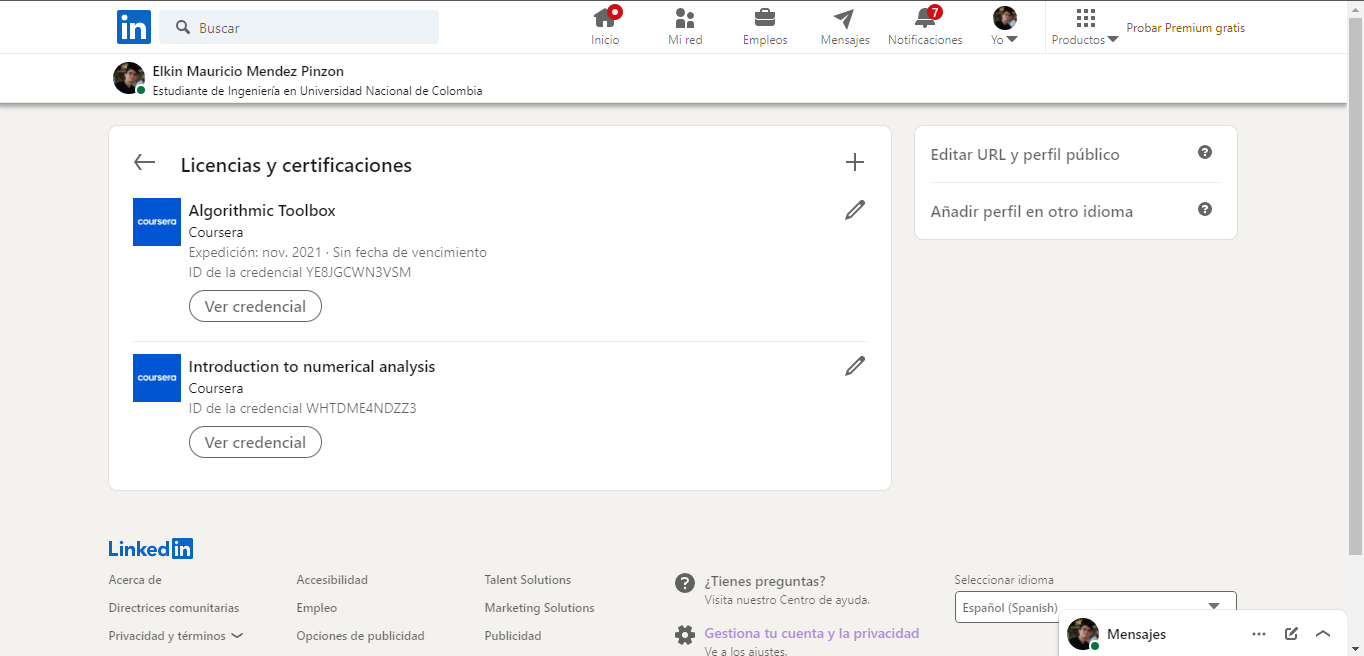 in
Buscar
Inicio
Mi red
Empleos
Mensajes
7
Notificaciones
Yo
Productos
Probar Premium gratis
Elkin Mauricio Mendez Pinzon
Estudiante de Ingeniería en Universidad Nacional de Colombia
Licencias y certificaciones
coursera
Algorithmic Toolbox
Coursera
Expedición: nov. 2021 · Sin fecha de vencimiento
ID de la credencial YE8JGCWN3VSM
Ver credencial
coursera
Introduction to numerical analysis
Coursera
ID de la credencial WHTDME4NDZZ3
Ver credencial
Editar URL y perfil público
?
Añadir perfil en otro idioma
?
Linkedin
Acerca de
Directrices comunitarias
Privacidad y términos
Accesibilidad
Empleo
Opciones de publicidad
Talent Solutions
Marketing Solutions
Publicidad
?
¿Tienes preguntas?
Visita nuestro Centro de ayuda.
Gestiona tu cuenta y la privacidad
Ve a los ajustes.
Seleccionar idioma
Español (Spanish)
Mensajes